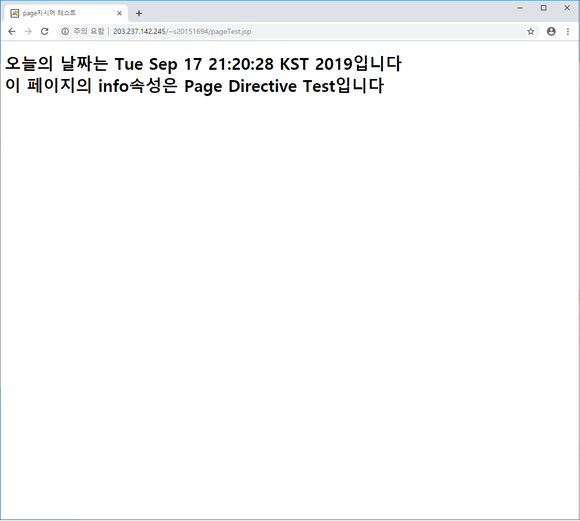 page지시어 테스트
주의 요함
203.237.142.245/~s20151694/pageTest.jsp
오늘의 날짜는 Tue Sep 17 21:20:28 KST 2019입니다
이 페이지의 info속성은 Page Directive Test입니다